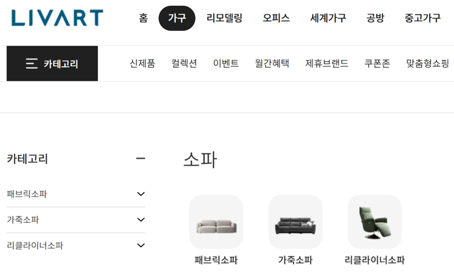 LIVART 홈 가구 리모델링 오피스 세계가구 공방 중고가구
카테고리 신제품 컬렉션 이벤트 월간혜택 제휴브랜드 쿠폰존 맞춤형쇼핑
카테고리 소파
패브릭소파
가죽소파
리클라이너소파
패브릭소파 가죽소파 리클라이너소파